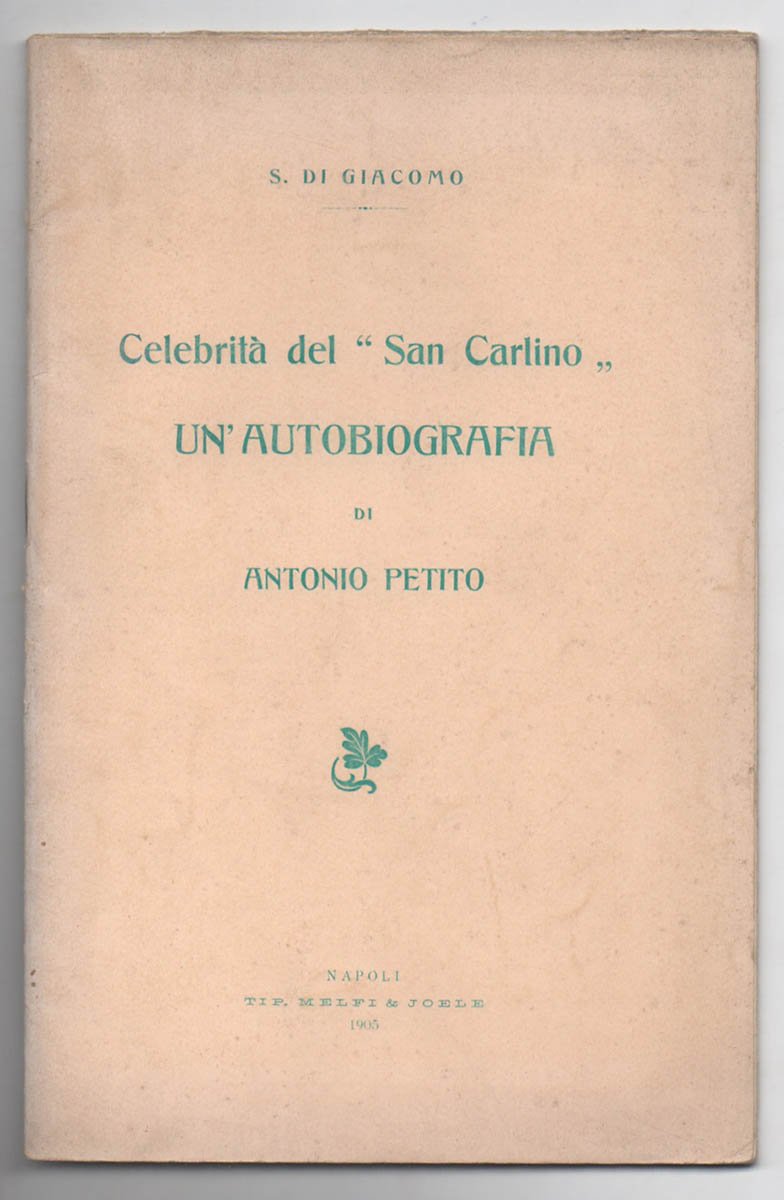 S. DI GIACOMO
Celebrità del “ San Carlino „
UN' AUTOBIOGRAFIA
DI
ANTONIO PETITO
NAPOLI
TIP. MELFI & JOELE
1905